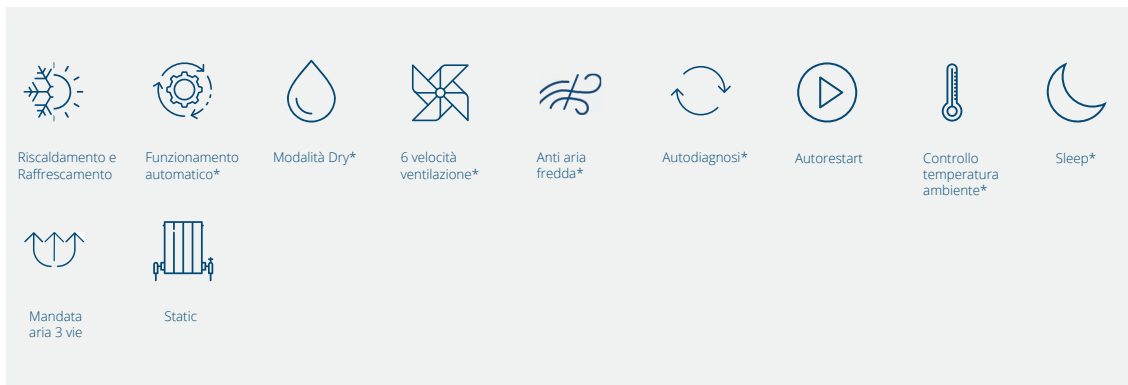 Riscaldamento e
Raffrescamento
Funzionamento
automatico*
Modalità Dry*
6 velocità
ventilazione*
Anti aria
fredda*
Autodiagnosi*
Autorestart
Controllo
temperatura
ambiente*
Sleep*
Mandata
aria 3 vie
Static